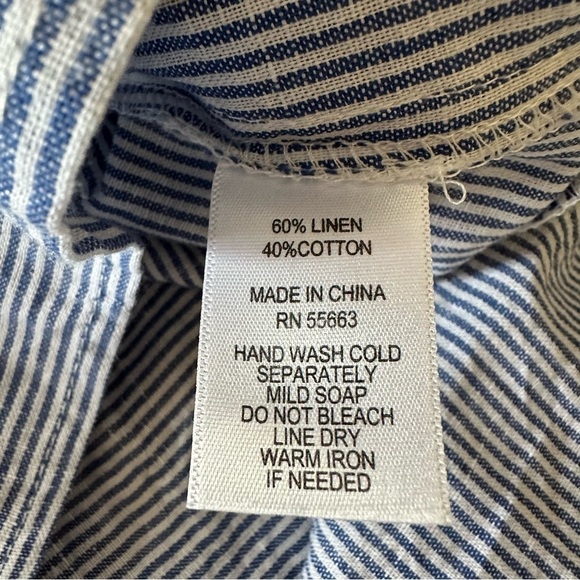 60% LINEN
40%COTTON
MADE IN CHINA
RN 55663
HAND WASH COLD
SEPARATELY
MILD SOAP
DO NOT BLEACH
LINE DRY
WARM IRON
IF NEEDED